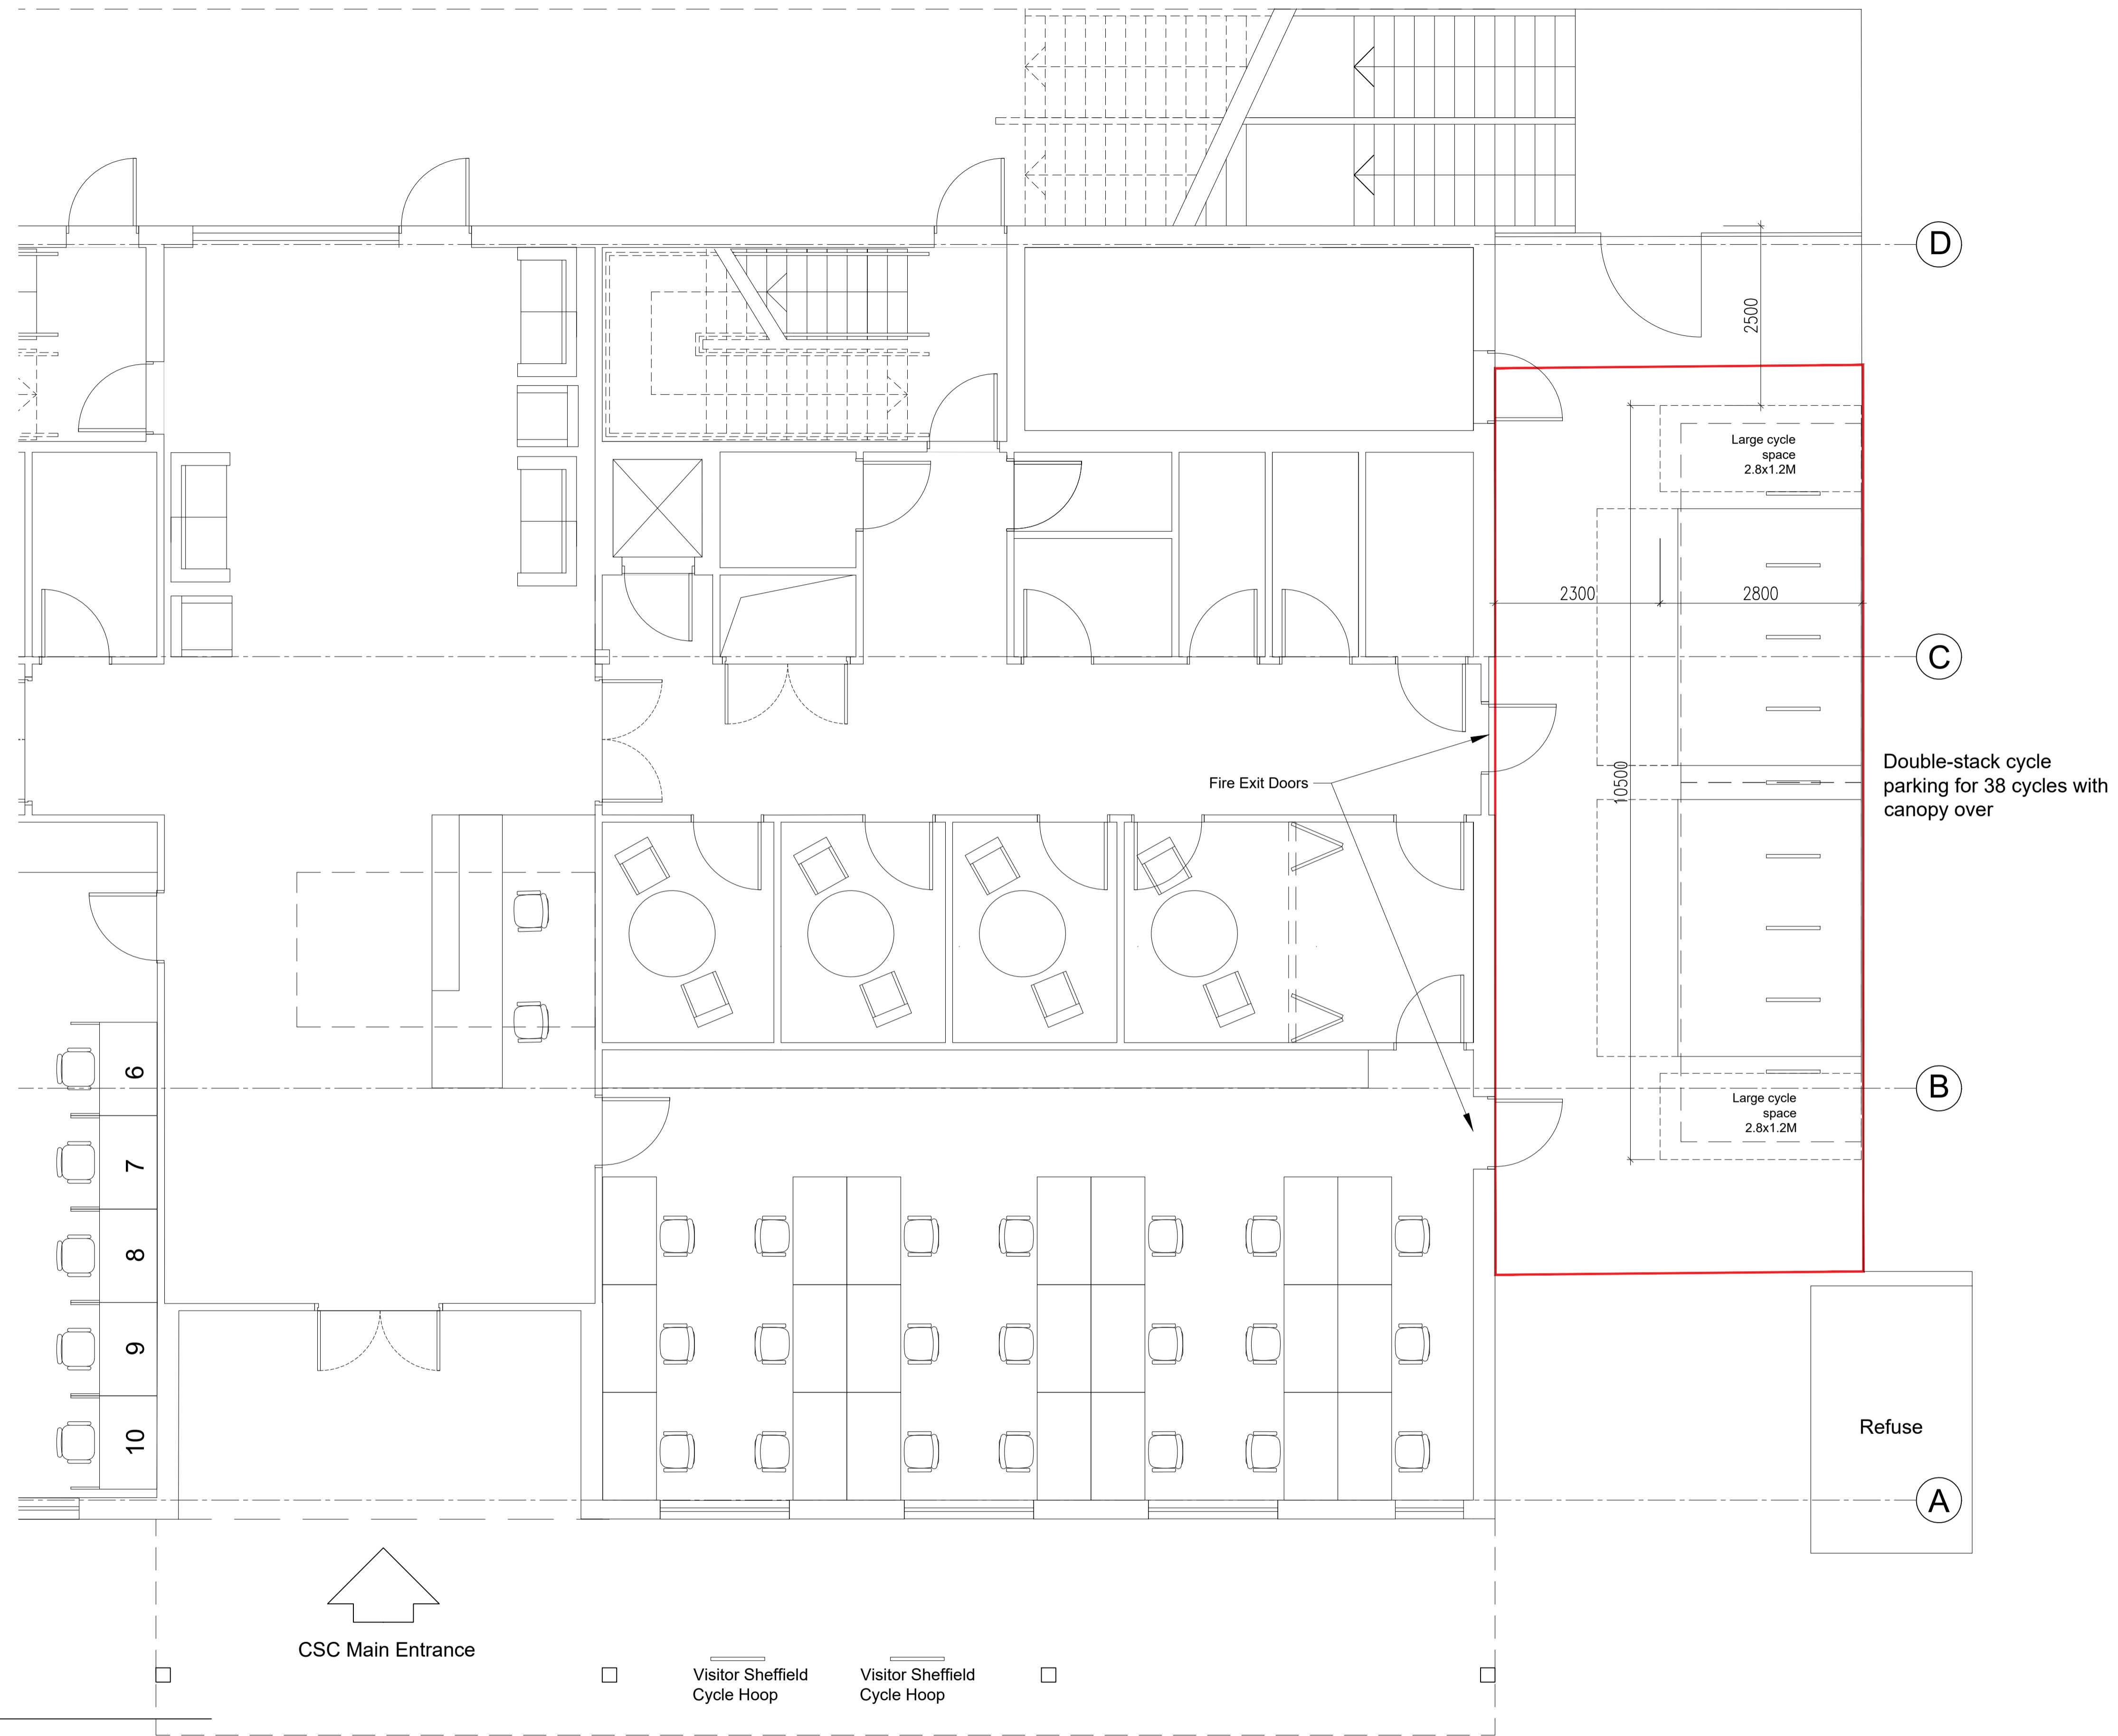 D
2500
Large cycle
space
2.8x1.2M
2300
2800
C
Fire Exit Doors
10500
Double-stack cycle
parking for 38 cycles with
canopy over
6
7
8
9
10
B
Large cycle
space
2.8x1.2M
Refuse
A
CSC Main Entrance
Visitor Sheffield
Cycle Hoop
Visitor Sheffield
Cycle Hoop